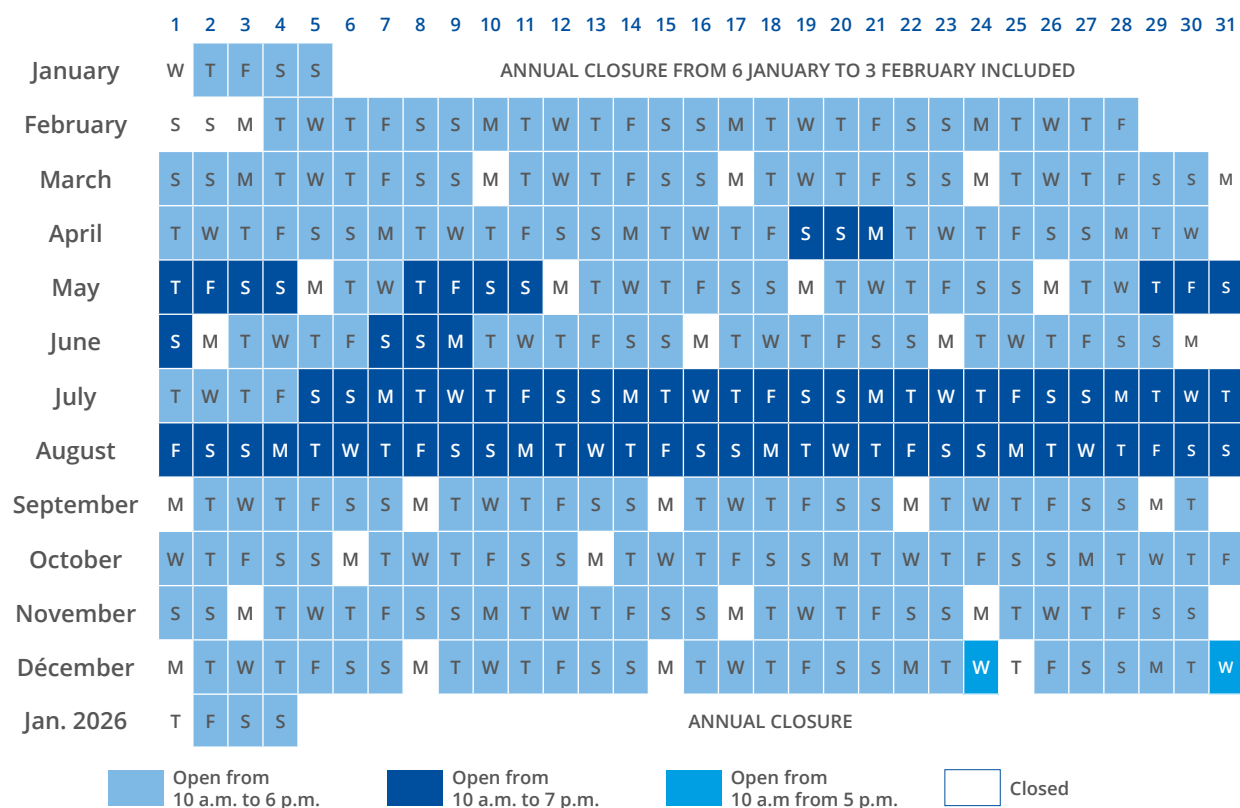 1 2 3 4 5 6 7 8 9 10 11 12 13 14 15 16 17 18 19 20 21 22 23 24 25 26 27 28 29 30 31
January W T F S S ANNUAL CLOSURE FROM 6 JANUARY TO 3 FEBRUARY INCLUDED
February S S M T W T F S S M T W T F S S M T W T F S S M T W T F
March S S M T W T F S S M T W T F S S M T W T F S S M T W T F S S M
April T W T F S S M T W T F S S M T W T F S S M T W T F S S M T W
May T F S S M T W T F S S M T W T F S S M T W T F S S M T W T F S
June S M T W T F S S M T W T F S S M T W T F S S M T W T F S S M
July T W T F S S M T W T F S S M T W T F S S M T W T F S S M T W T
August F S S M T W T F S S M T W T F S S M T W T F S S M T W T F S S
September M T W T F S S M T W T F S S M T W T F S S M T W T F S S M T
October W T F S S M T W T F S S M T W T F S S M T W T F S S M T W T F
November S S M T W T F S S M T W T F S S M T W T F S S M T W T F S S
Décember M T W T F S S M T W T F S S M T W T F S S M T W T F S S M T W
Jan. 2026 T F S S ANNUAL CLOSURE
Open from
10 a.m. to 6 p.m.
Open from
10 a.m. to 7 p.m.
Open from
10 a.m from 5 p.m.
Closed